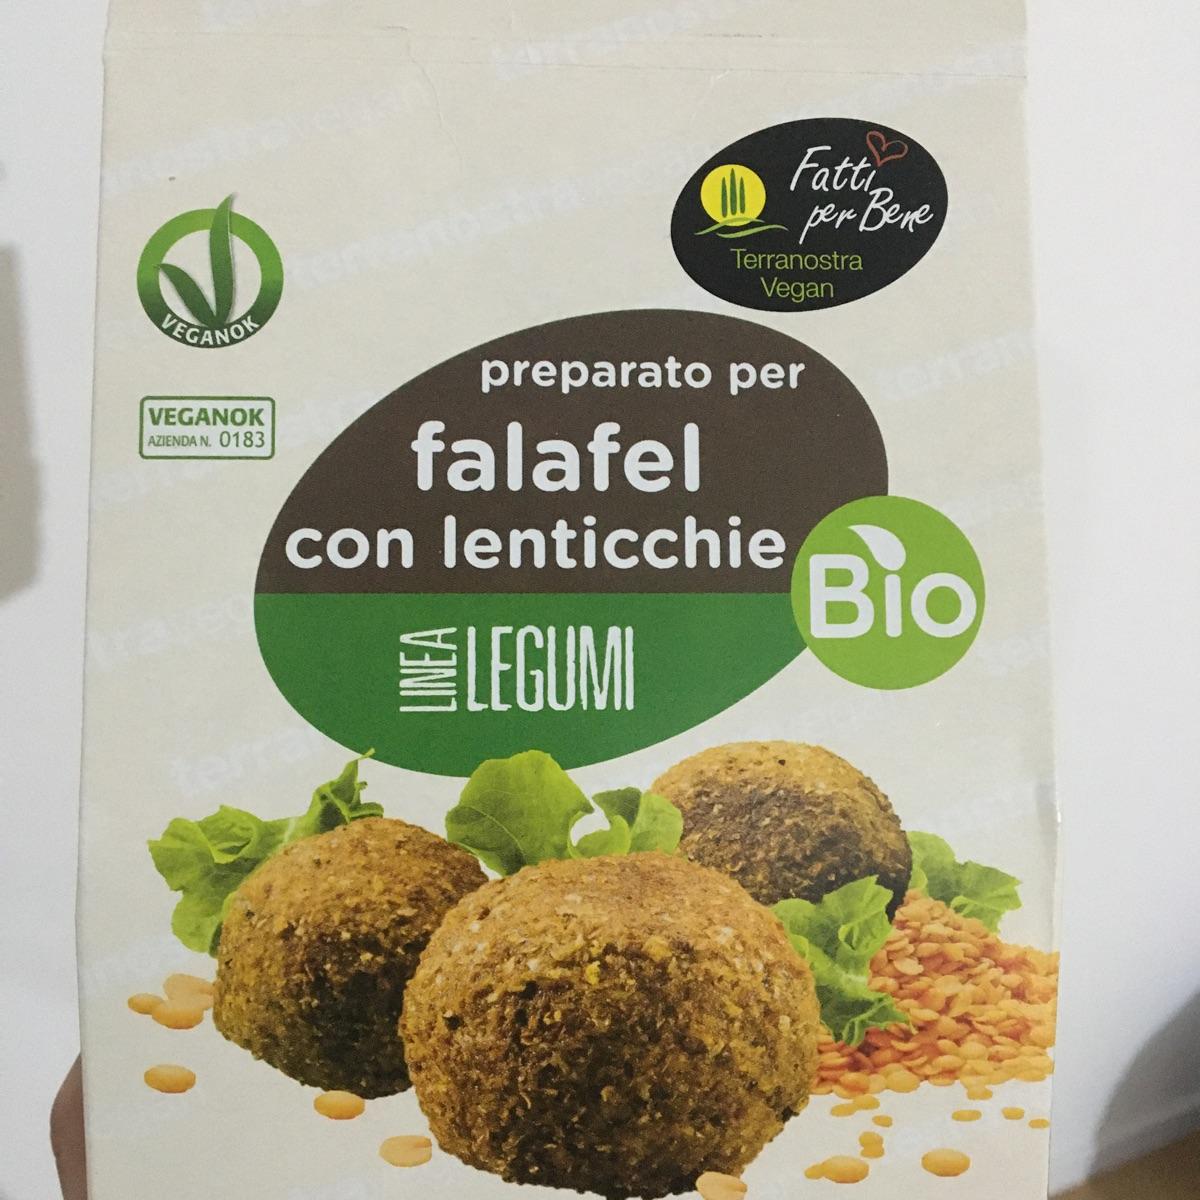 Fatti
per Bene
Terranostra
Vegan
VEGANOK
VEGANOK
AZIENDA N. 0183
preparato per
falafel
con lenticchie
Bio
LINEA
LEGUMI